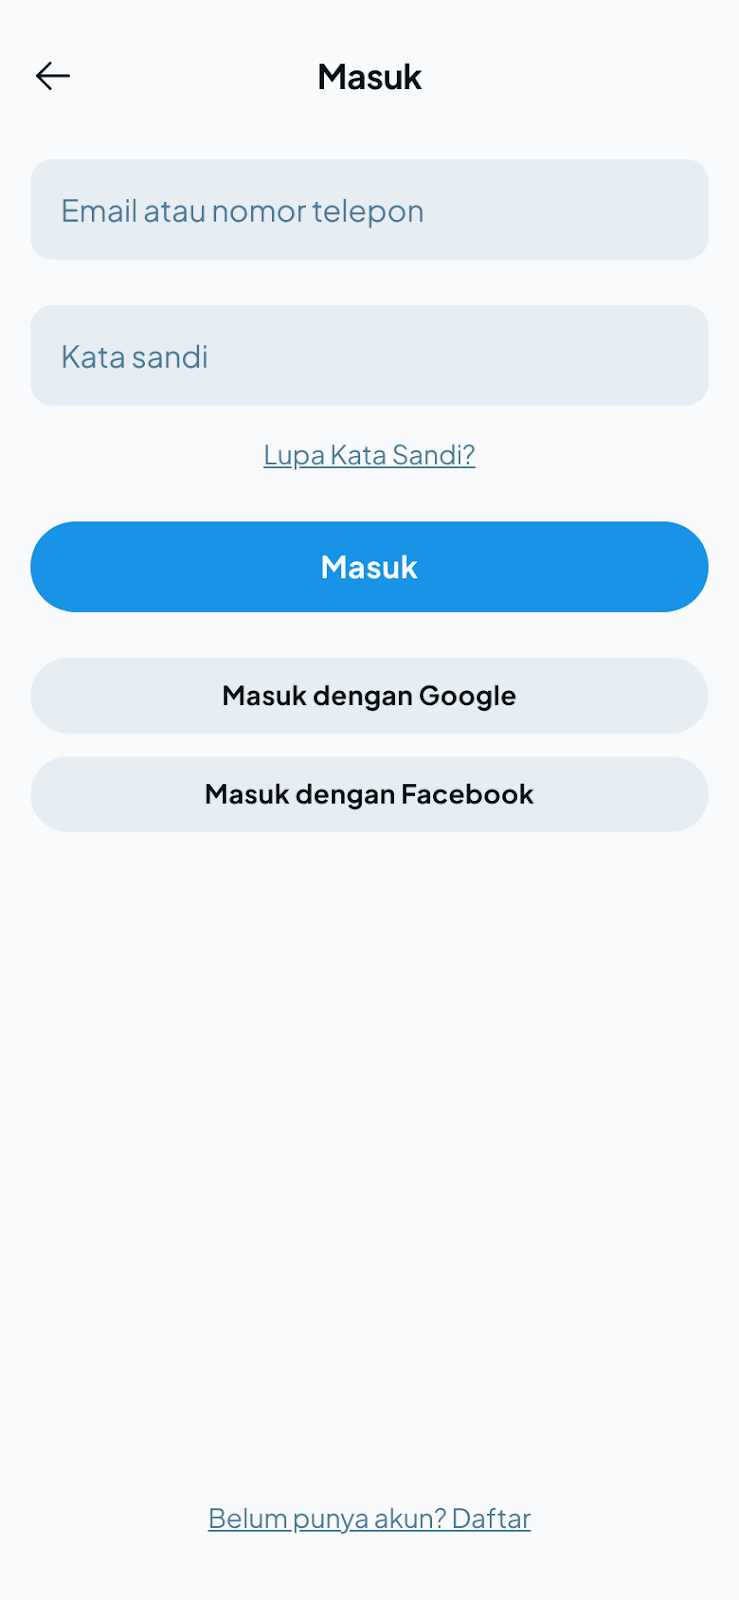 Masuk
Email atau nomor telepon
Kata sandi
Lupa Kata Sandi?
Masuk
Masuk dengan Google
Masuk dengan Facebook
Belum punya akun? Daftar